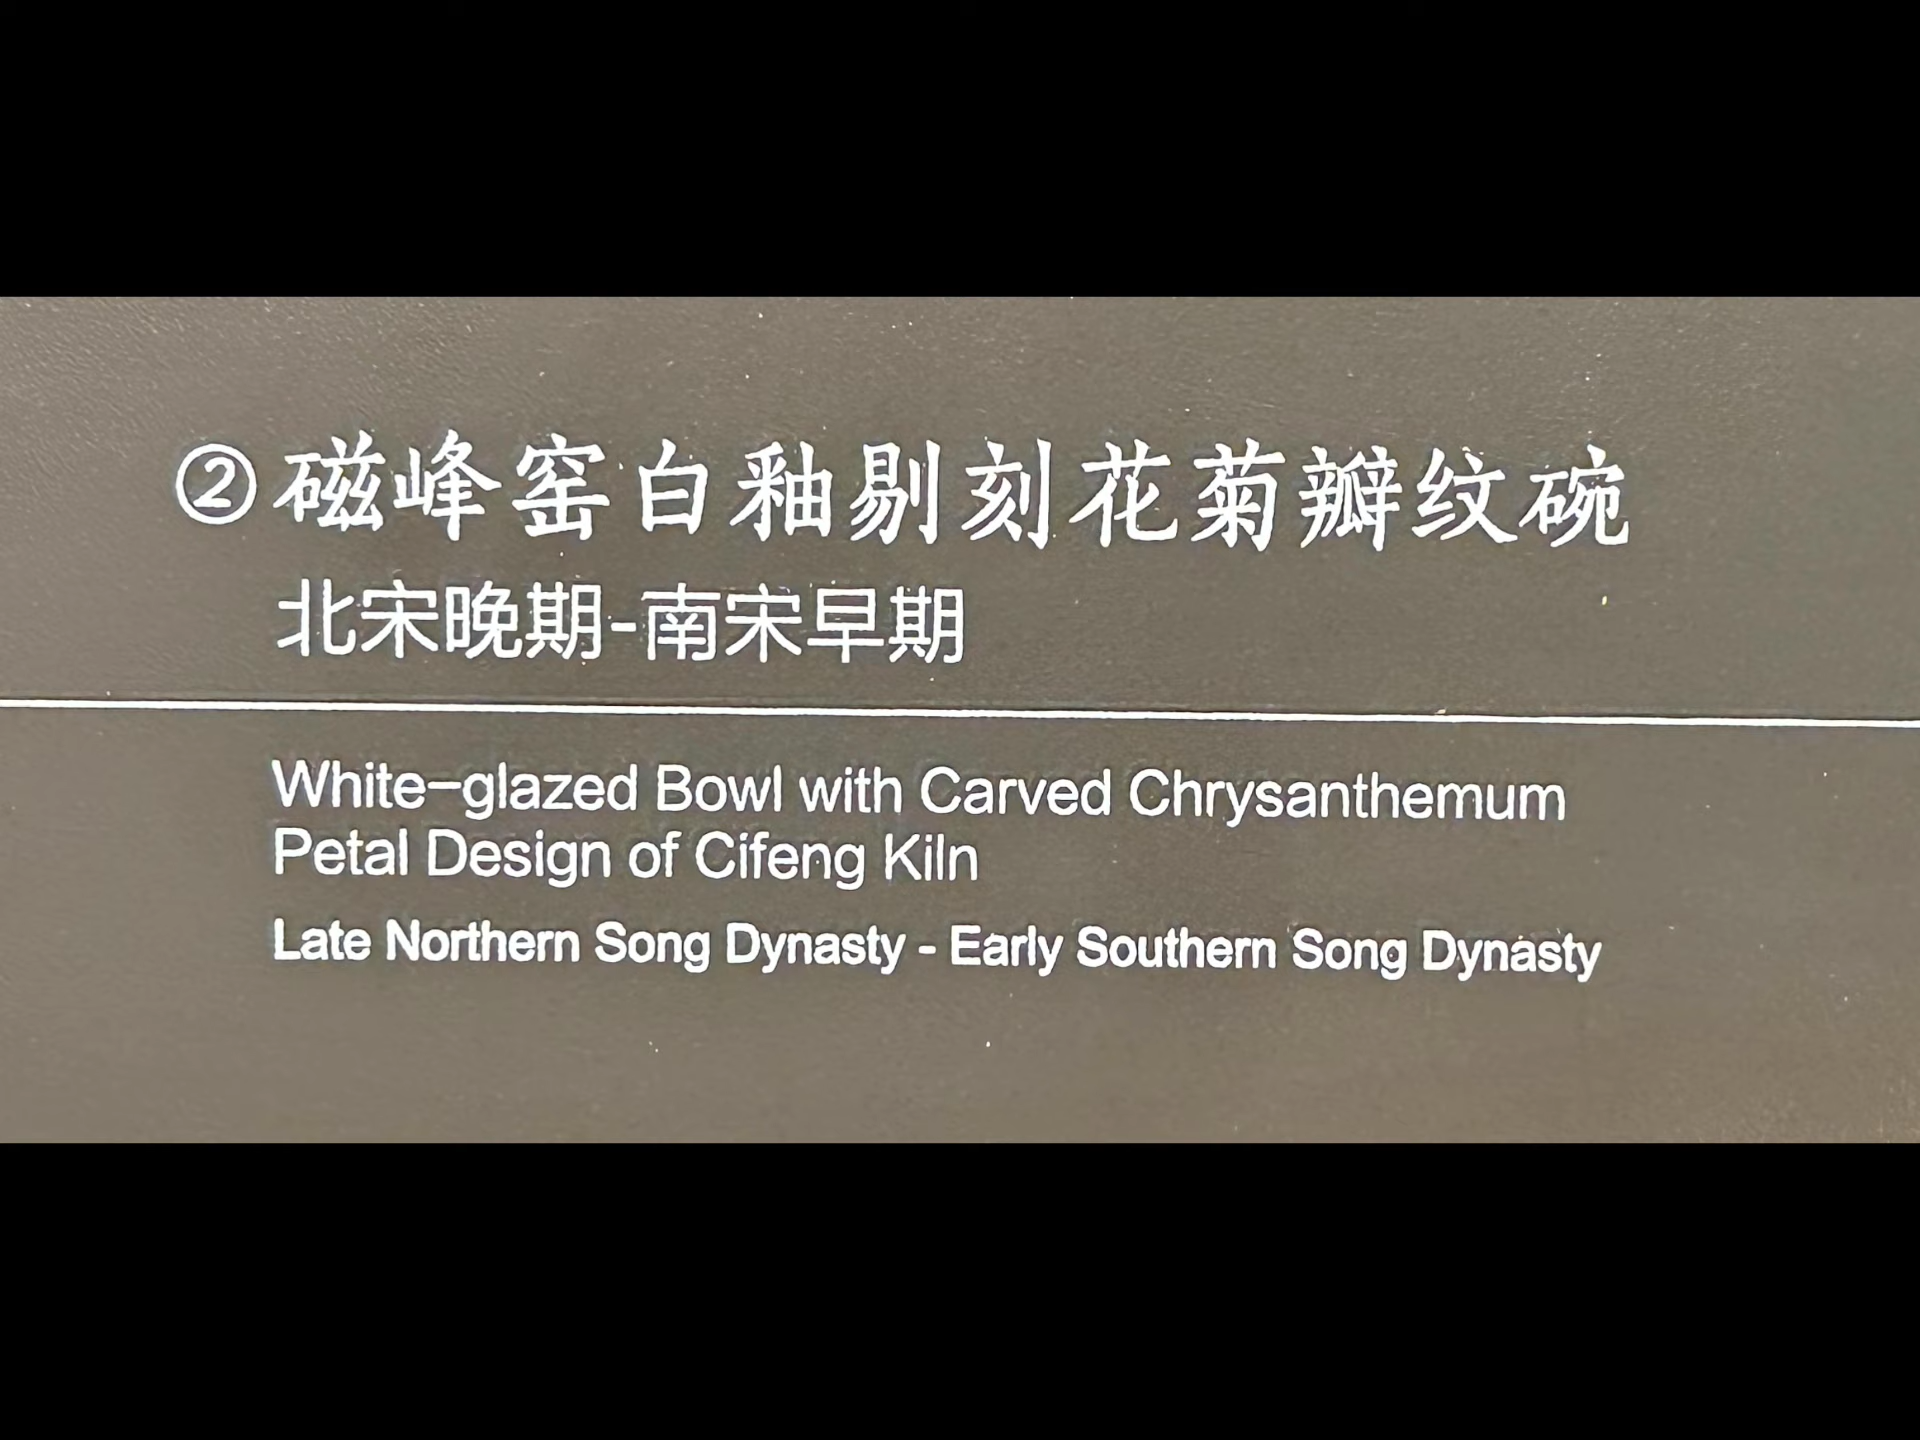 ②磁峰窑白釉剔刻花菊瓣纹碗
北宋晚期-南宋早期
White-glazed Bowl with Carved Chrysanthemum
Petal Design of Cifeng Kiln
Late Northern Song Dynasty - Early Southern Song Dynasty